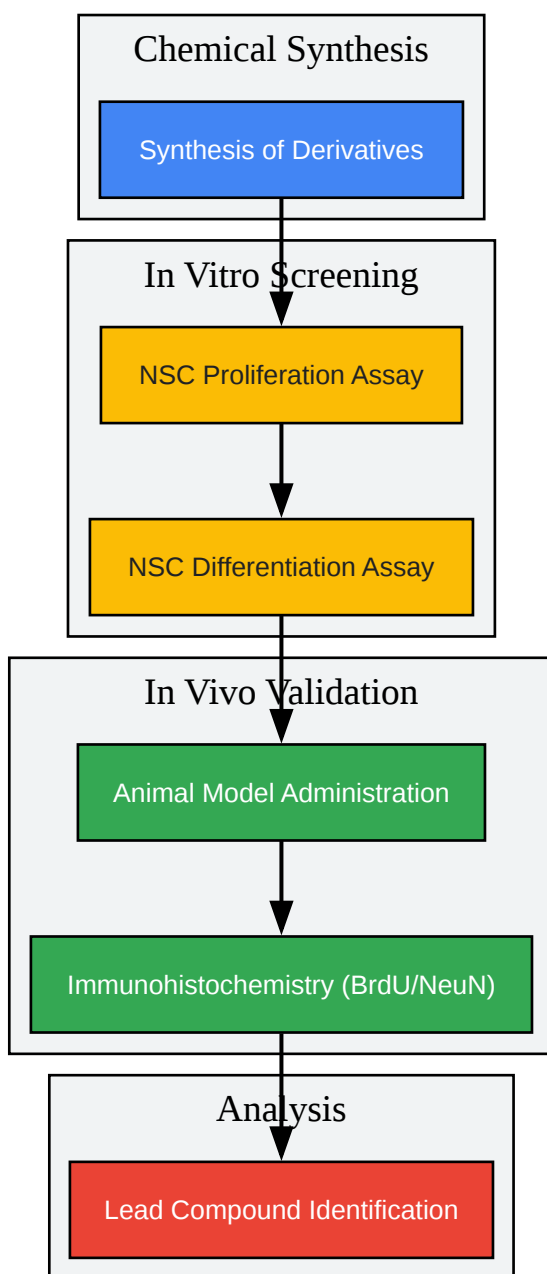 Chemical Synthesis
Synthesis of Derivatives
In Vitro Screening
NSC Proliferation Assay
NSC Differentiation Assay
In Vivo Validation
Animal Model Administration
Immunohistochemistry (BrdU/NeuN)
Analysis
Lead Compound Identification